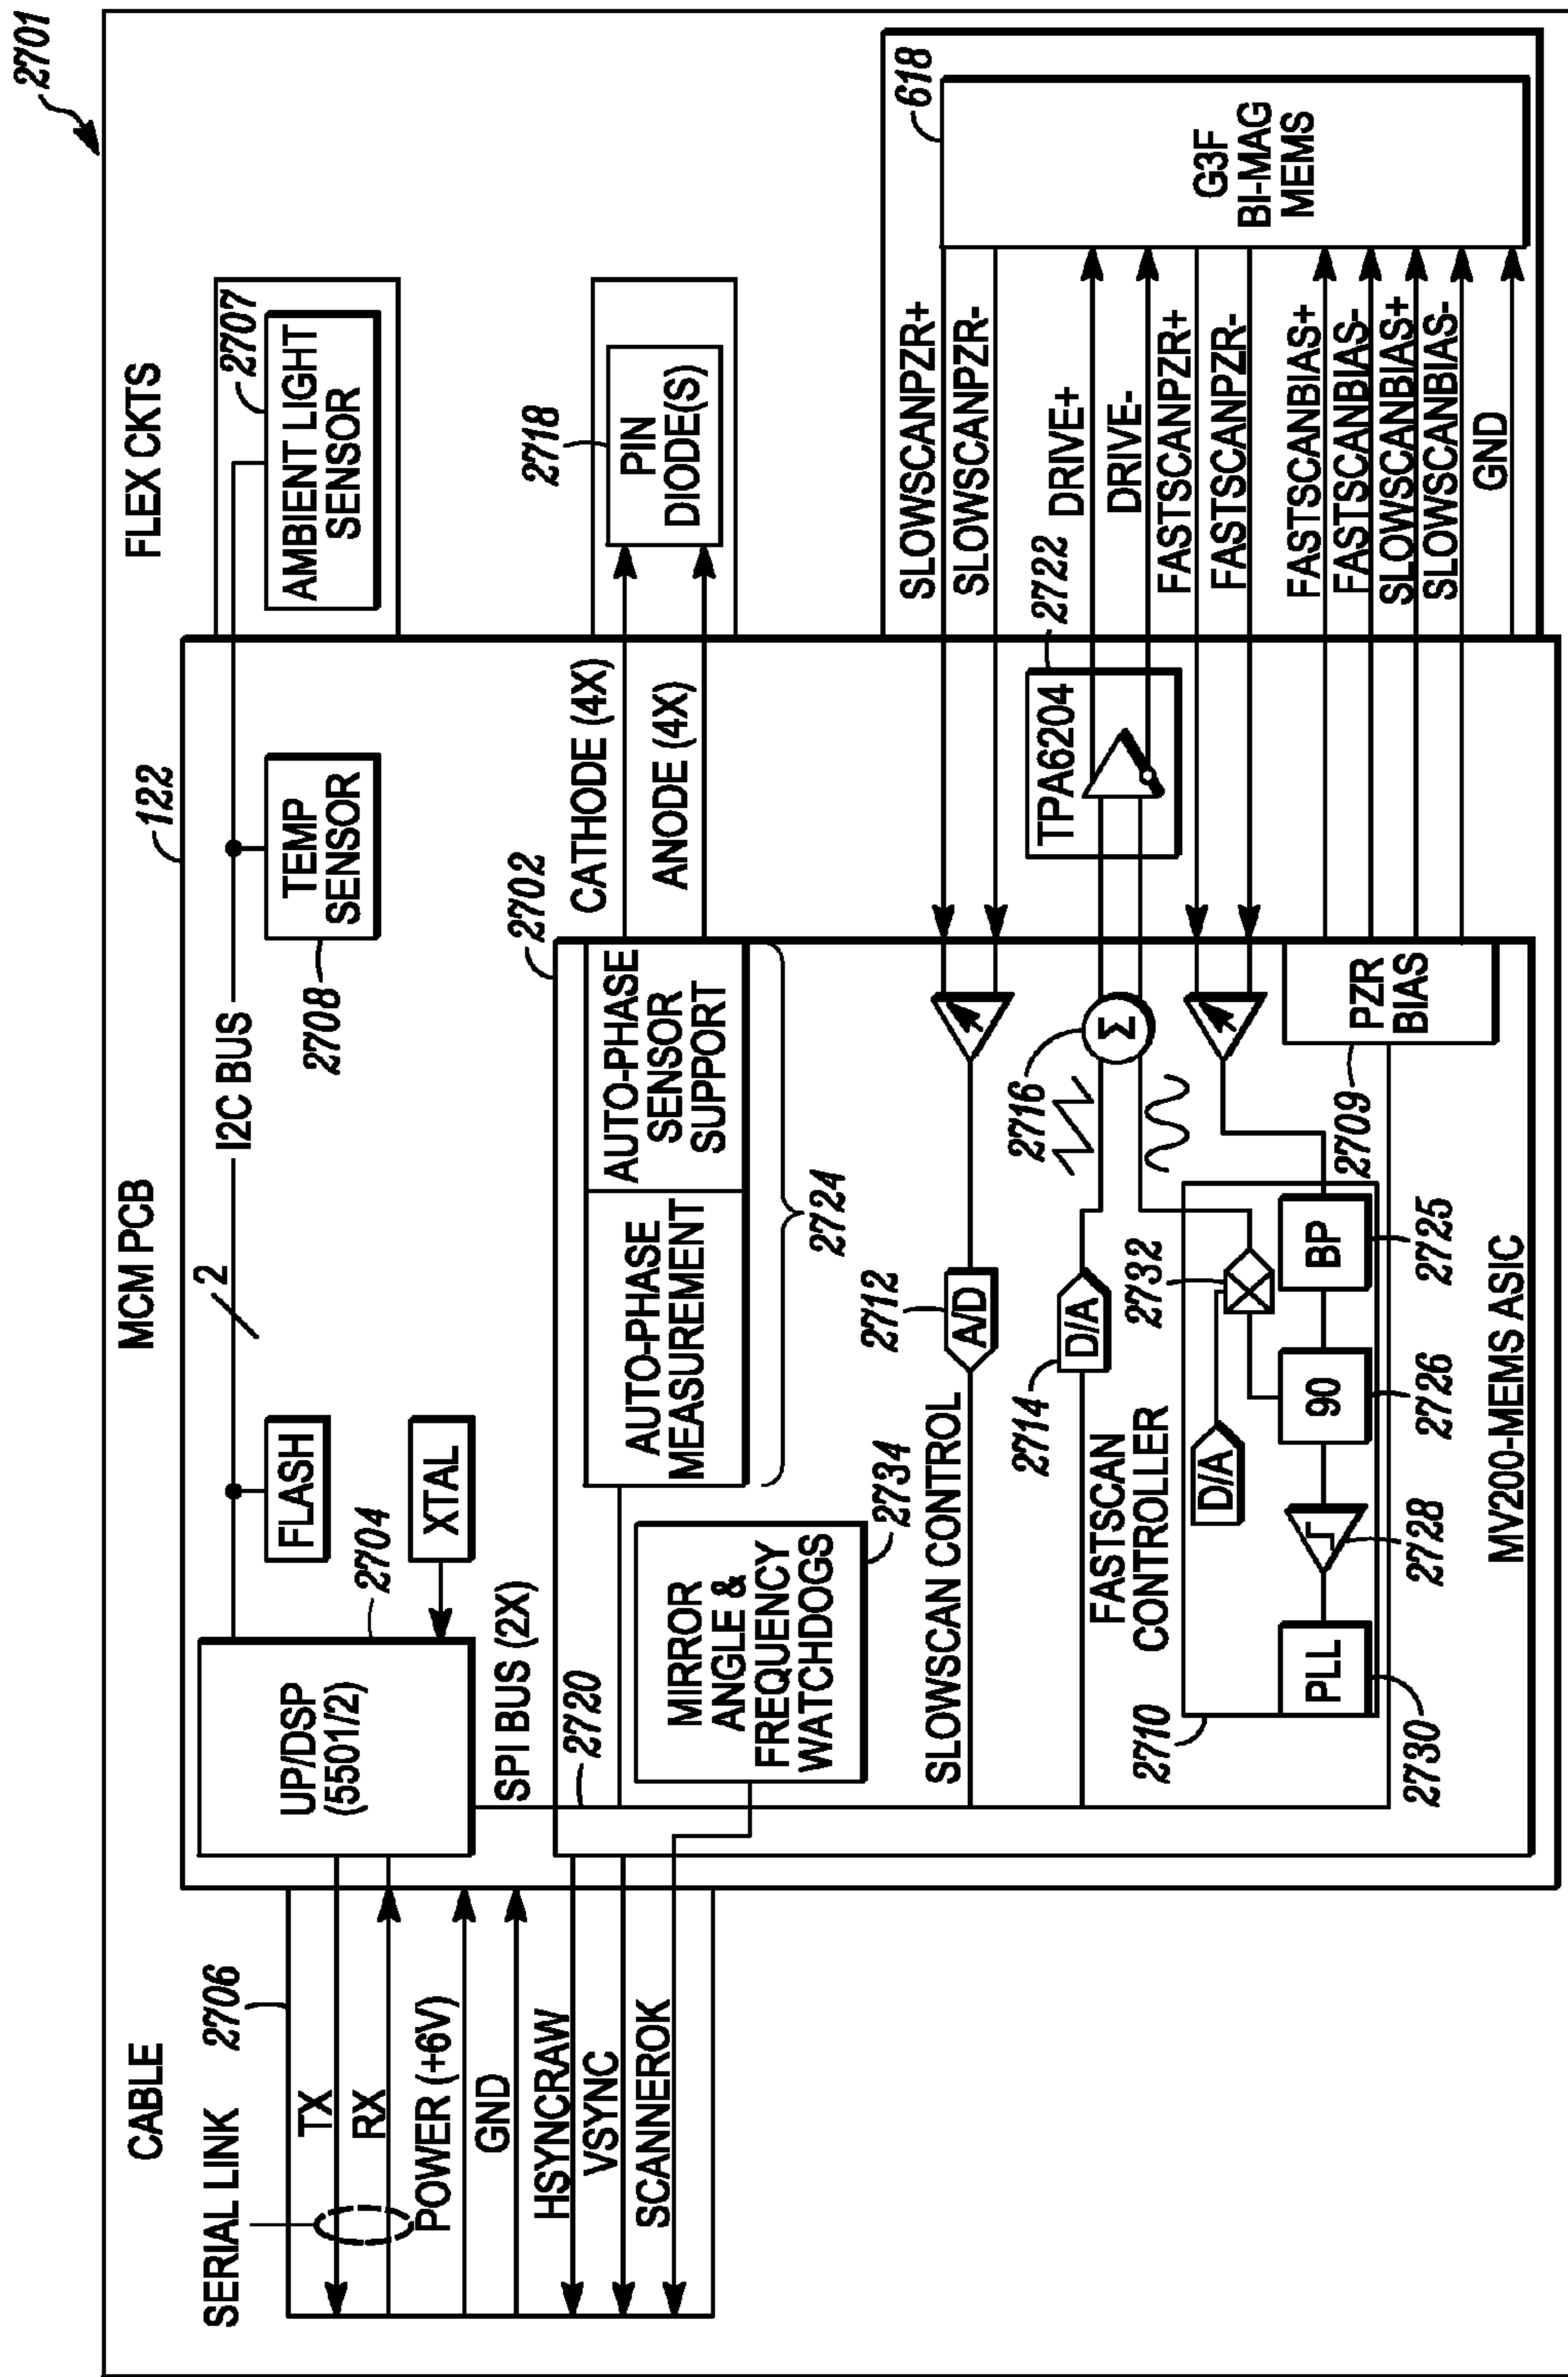 2701
CABLE
MCM PCB
FLEX CKTS
SERIAL LINK
2706
TX
RX
POWER (+6V)
GND
HSYNCRAW
VSYNC
SCANNEROK
122
UP/DSP
(5501/2)
2704
FLASH
XTAL
2
I2C BUS
TEMP
SENSOR
2708
AMBIENT LIGHT
SENSOR
2707
SPI BUS (2X)
2720
2702
CATHODE (4X)
ANODE (4X)
PIN
DIODE(S)
2718
AUTO-PHASE
MEASUREMENT
AUTO-PHASE
SENSOR
SUPPORT
2724
MIRROR
ANGLE &
FREQUENCY
WATCHDOGS
2734
SLOWSCAN CONTROL
A/D
2712
D/A
2714
2716
Σ
TPA6204
2722
FASTSCAN
CONTROLLER
2710
D/A
2732
PLL
2730
2728
90
2726
BP
2725
PZR
BIAS
2709
MV200-MEMS ASIC
SLOWSCANPZR+
SLOWSCANPZR-
DRIVE+
DRIVE-
FASTSCANPZR+
FASTSCANPZR-
FASTSCANBIAS+
FASTSCANBIAS-
SLOWSCANBIAS+
SLOWSCANBIAS-
GND
618
G3F
BI-MAG
MEMS